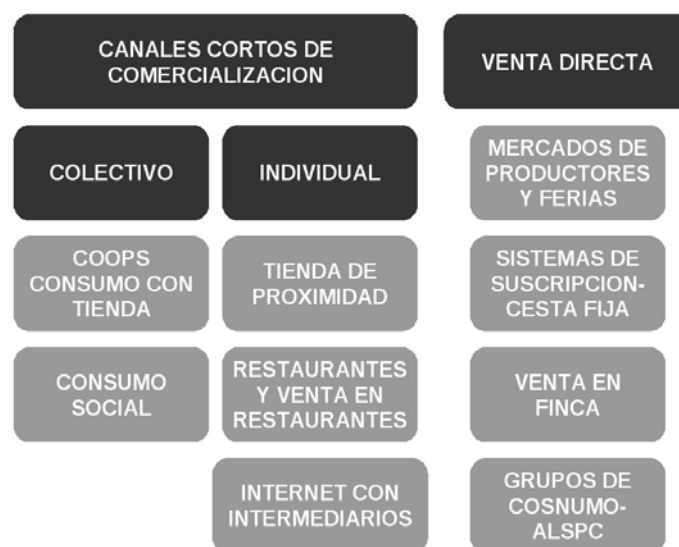 CANALES CORTOS DE
COMERCIALIZACION
VENTA DIRECTA
COLECTIVO
INDIVIDUAL
MERCADOS DE
PRODUCTORES
Y FERIAS
COOPS
CONSUMO CON
TIENDA
TIENDA DE
PROXIMIDAD
SISTEMAS DE
SUSCRIPCION-
CESTA FIJA
CONSUMO
SOCIAL
RESTAURANTES
Y VENTA EN
RESTAURANTES
VENTA EN
FINCA
INTERNET CON
INTERMEDIARIOS
GRUPOS DE
COSNUMO-
ALSPC